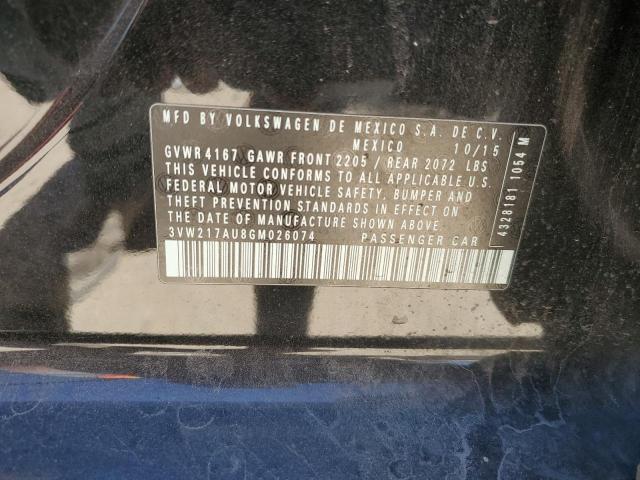 MFD BY VOLKSWAGEN DE MEXICO S.A. DE C.V.
MEXICO 10/15
GVWR 4167 GAWR FRONT 2205 / REAR 2072 LBS
THIS VEHICLE CONFORMS TO ALL APPLICABLE U.S.
FEDERAL MOTOR VEHICLE SAFETY, BUMPER AND
THEFT PREVENTION STANDARDS IN EFFECT ON
THE DATE OF MANUFACTURE SHOWN ABOVE.
3VW217AU8GM026074 PASSENGER CAR
4328181 1054 M